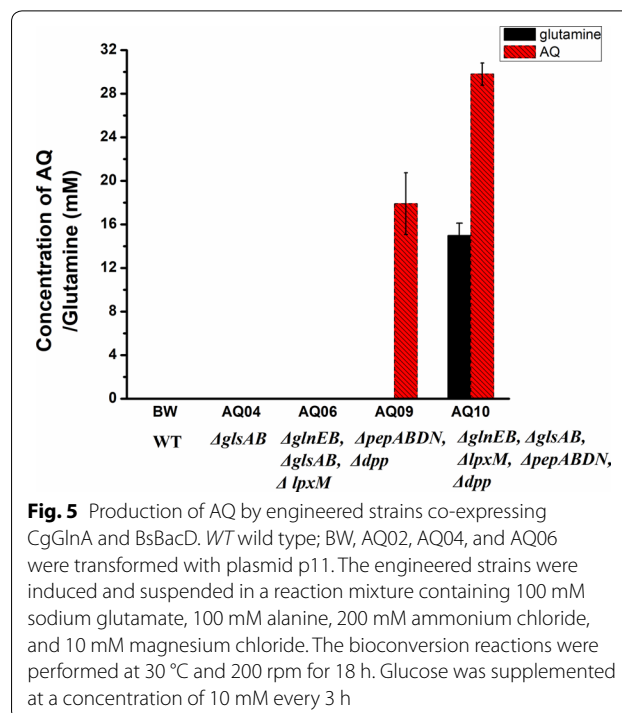 glutamine
AQ
Concentration of AQ
/Glutamine (mM)
32
28
24
20
16
12
8
4
0
BW AQ04 AQ06 AQ09 AQ10
WT ΔglsAB ΔglnEB, ΔpepABDN, ΔglnEB, ΔglsAB,
ΔglsAB, Δdpp ΔlpxM, ΔpepABDN,
Δ lpxM Δdpp
Fig. 5 Production of AQ by engineered strains co-expressing
CgGlnA and BsBacD. WT wild type; BW, AQ02, AQ04, and AQ06
were transformed with plasmid p11. The engineered strains were
induced and suspended in a reaction mixture containing 100 mM
sodium glutamate, 100 mM alanine, 200 mM ammonium chloride,
and 10 mM magnesium chloride. The bioconversion reactions were
performed at 30 °C and 200 rpm for 18 h. Glucose was supplemented
at a concentration of 10 mM every 3 h